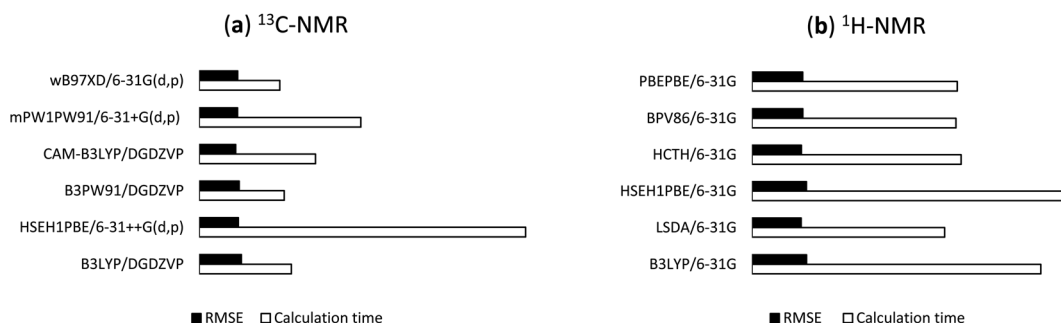 (a) ¹³C-NMR
wB97XD/6-31G(d,p)
mPW1PW91/6-31+G(d,p)
CAM-B3LYP/DGDZVP
B3PW91/DGDZVP
HSEH1PBE/6-31++G(d,p)
B3LYP/DGDZVP
RMSE Calculation time
(b) ¹H-NMR
PBEPBE/6-31G
BPV86/6-31G
HCTH/6-31G
HSEH1PBE/6-31G
LSDA/6-31G
B3LYP/6-31G
RMSE Calculation time